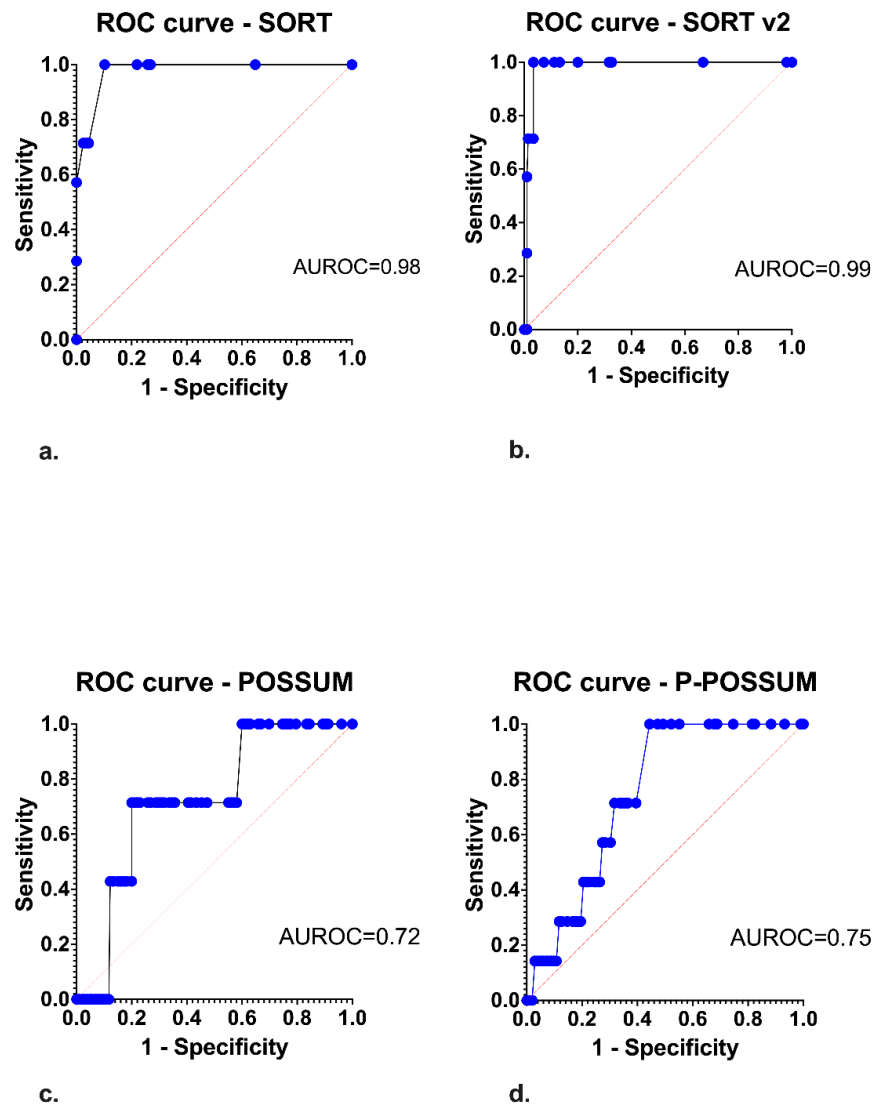 ROC curve - SORT
1.0
0.8
0.6
0.4
0.2
0.0
Sensitivity
AUROC=0.98
0.0 0.2 0.4 0.6 0.8 1.0
1 - Specificity
a.
ROC curve - SORT v2
1.0
0.8
0.6
0.4
0.2
0.0
Sensitivity
AUROC=0.99
0.0 0.2 0.4 0.6 0.8 1.0
1 - Specificity
b.
ROC curve - POSSUM
1.0
0.8
0.6
0.4
0.2
0.0
Sensitivity
AUROC=0.72
0.0 0.2 0.4 0.6 0.8 1.0
1 - Specificity
c.
ROC curve - P-POSSUM
1.0
0.8
0.6
0.4
0.2
0.0
Sensitivity
AUROC=0.75
0.0 0.2 0.4 0.6 0.8 1.0
1 - Specificity
d.